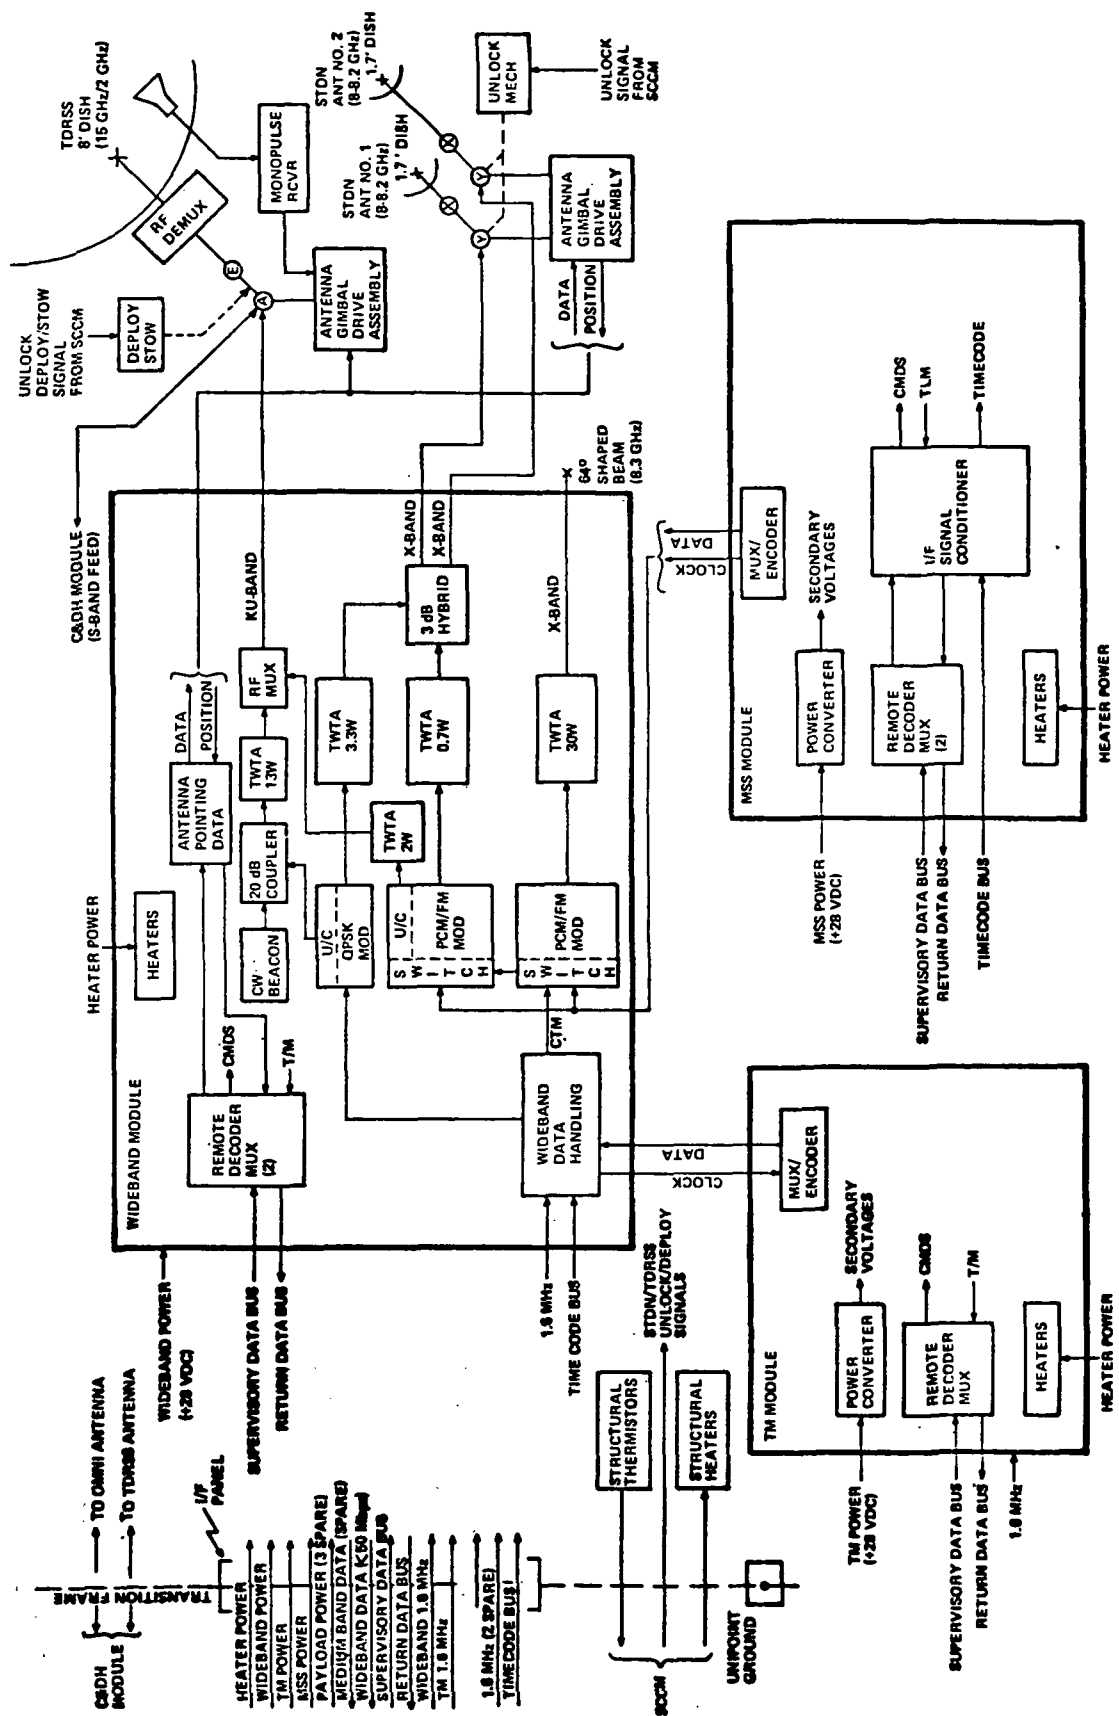 C&DH
MODULE
TO OMNI ANTENNA
TO TDRSS ANTENNA
TRANSITION FRAME
I/F
PANEL
HEATER POWER
WIDEBAND POWER
TM POWER
MSS POWER
PAYLOAD POWER (3 SPARE)
MEDIUM BAND DATA (SPARE)
WIDEBAND DATA (<50 Mbps)
SUPERVISORY DATA BUS
RETURN DATA BUS
WIDEBAND 1.6 MHz
TM 1.6 MHz
1.6 MHz (2 SPARE)
TIMECODE BUS
SCCM
STRUCTURAL
THERMISTORS
STDN/TDRSS
UNLOCK/DEPLOY
SIGNALS
STRUCTURAL
HEATERS
UNIPOINT
GROUND
WIDEBAND POWER
(+28 VDC)
SUPERVISORY DATA BUS
RETURN DATA BUS
1.6 MHz
TIME CODE BUS
WIDEBAND MODULE
REMOTE
DECODER
MUX
(2)
CMDS
T/M
WIDEBAND
DATA
HANDLING
CTM
HEATER POWER
HEATERS
CW
BEACON
20 dB
COUPLER
TWTA
13W
RF
MUX
KU-BAND
ANTENNA
POINTING
DATA
DATA
POSITION
U/C
QPSK
MOD
U/C
PCM/FM
MOD
SWITCH
PCM/FM
MOD
SWITCH
TWTA
2W
TWTA
3.3W
TWTA
0.7W
TWTA
30W
3 dB
HYBRID
X-BAND
X-BAND
X-BAND
64°
SHAPED
BEAM
(8.3 GHz)
C&DH MODULE
(S-BAND FEED)
UNLOCK
DEPLOY/STOW
SIGNAL
FROM SCCM
DEPLOY
STOW
A
E
RF
DEMUX
TDRSS
8' DISH
(15 GHz/2 GHz)
MONOPULSE
RCVR
ANTENNA
GIMBAL
DRIVE
ASSEMBLY
STDN
ANT NO. 1
(8-8.2 GHz)
1.7' DISH
STDN
ANT NO. 2
(8-8.2 GHz)
1.7' DISH
X
X
Y
Y
UNLOCK
MECH
UNLOCK
SIGNAL
FROM
SCCM
DATA
POSITION
ANTENNA
GIMBAL
DRIVE
ASSEMBLY
TM MODULE
TM POWER
(+28 VDC)
POWER
CONVERTER
SECONDARY
VOLTAGES
SUPERVISORY DATA BUS
RETURN DATA BUS
REMOTE
DECODER
MUX
CMDS
T/M
1.6 MHz
HEATERS
HEATER POWER
MUX/
ENCODER
CLOCK
DATA
MSS MODULE
MSS POWER
(+28 VDC)
POWER
CONVERTER
SECONDARY
VOLTAGES
MUX/
ENCODER
CLOCK
DATA
SUPERVISORY DATA BUS
RETURN DATA BUS
TIMECODE BUS
REMOTE
DECODER
MUX
(2)
I/F
SIGNAL
CONDITIONER
CMDS
TLM
TIMECODE
HEATERS
HEATER POWER